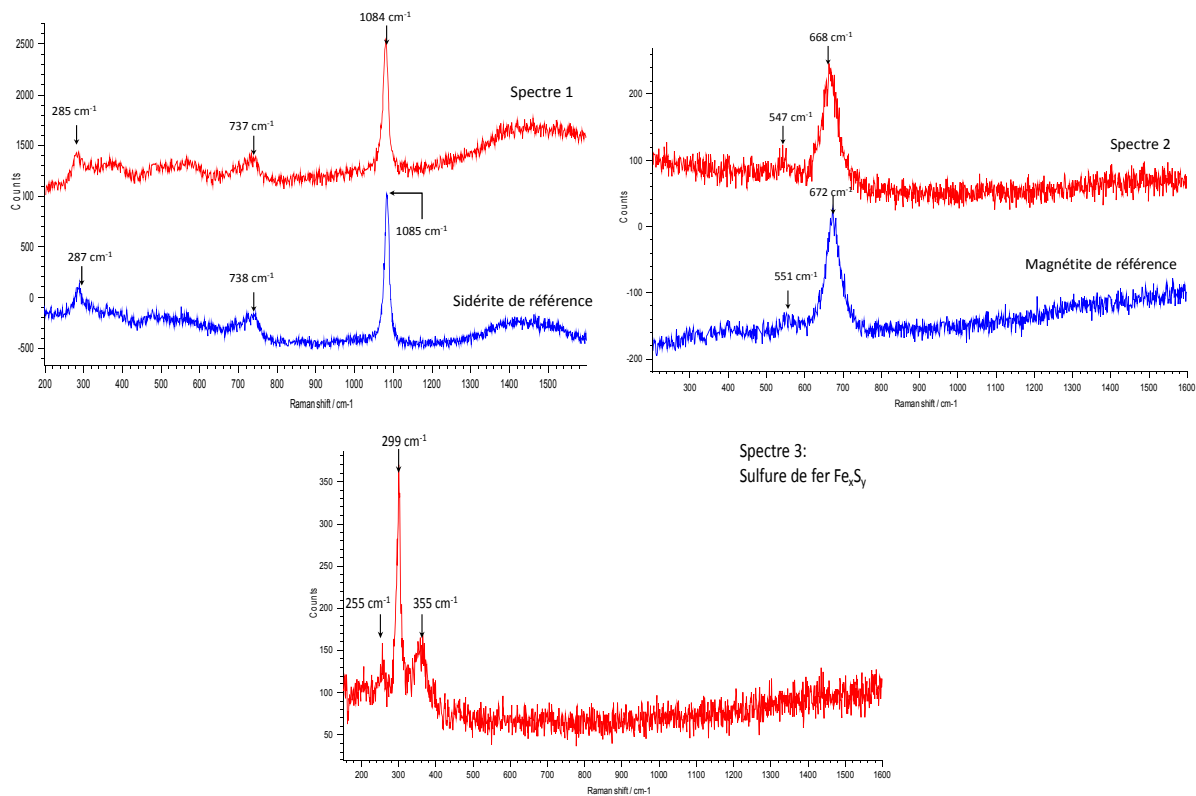 1084 cm-1
2500
285 cm-1
Spectre 1
2000
737 cm-1
1500
1000
Counts
1085 cm-1
500
287 cm-1
738 cm-1
Sidérite de référence
0
-500
200 300 400 500 600 700 800 900 1000 1100 1200 1300 1400 1500
Raman shift / cm-1
668 cm-1
200
547 cm-1
Spectre 2
100
672 cm-1
Counts
0
Magnétite de référence
551 cm-1
-100
-200
300 400 500 600 700 800 900 1000 1100 1200 1300 1400 1500 1600
Raman shift / cm-1
299 cm-1
Spectre 3:
Sulfure de fer FexSy
350
300
250
Counts
200
255 cm-1 355 cm-1
150
100
50
200 300 400 500 600 700 800 900 1000 1100 1200 1300 1400 1500 1600
Raman shift / cm-1